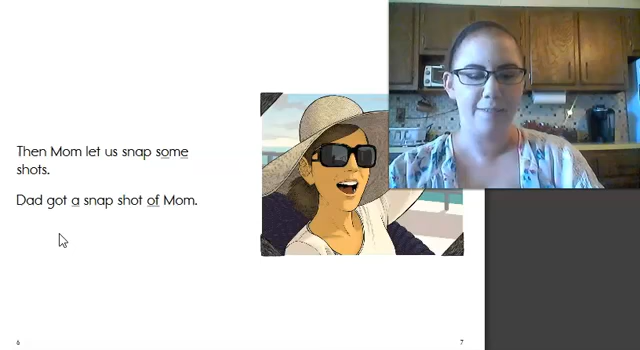 Then Mom let us snap some
shots.
Dad got a snap shot of Mom.
6
7